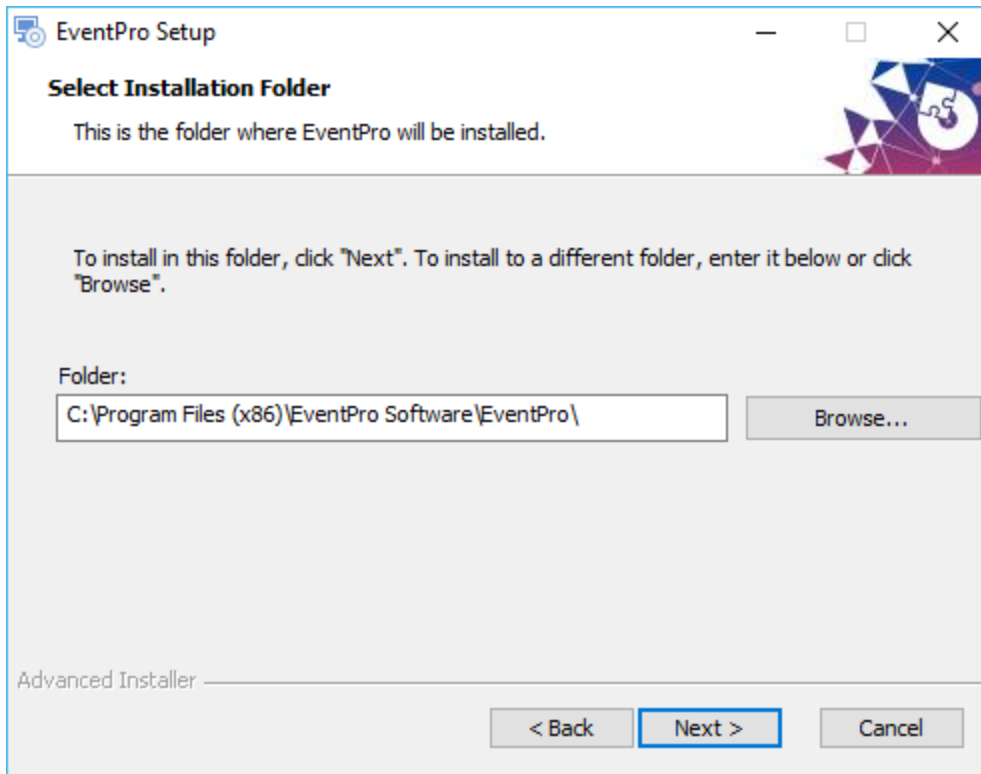 EventPro Setup
Select Installation Folder
This is the folder where EventPro will be installed.
To install in this folder, click "Next". To install to a different folder, enter it below or click
"Browse".
Folder:
C:\Program Files (x86)\EventPro Software\EventPro\
Browse...
Advanced Installer
< Back
Next >
Cancel